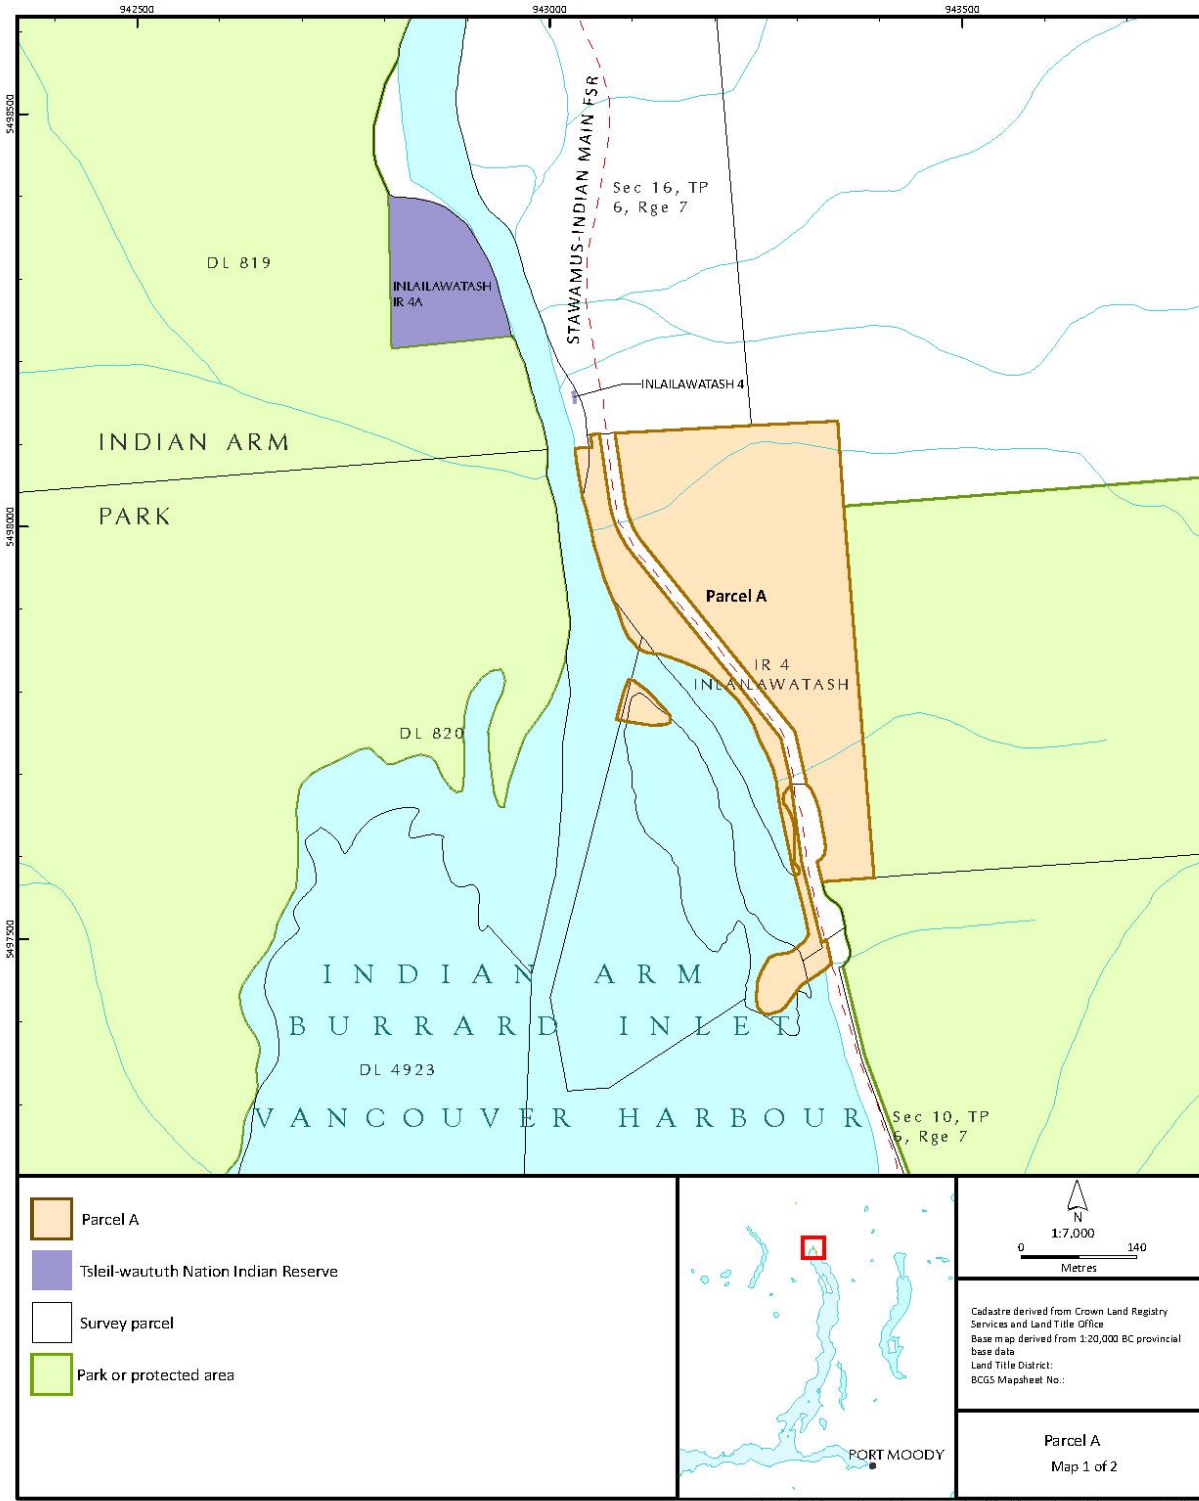 942500
943000
943500
5498500
5498000
5497500
STAWAMUS-INDIAN MAIN FSR
Sec 16, TP
6, Rge 7
DL 819
INLAILAWATASH
IR 4A
INLAILAWATASH 4
INDIAN ARM
PARK
Parcel A
IR 4
INLAILAWATASH
DL 820
INDIAN ARM
BURRARD INLET
DL 4923
VANCOUVER HARBOUR
Sec 10, TP
6, Rge 7
Parcel A
Tsleil-waututh Nation Indian Reserve
Survey parcel
Park or protected area
PORT MOODY
N
1:7,000
0 140
Metres
Cadastre derived from Crown Land Registry
Services and Land Title Office
Base map derived from 1:20,000 BC provincial
base data
Land Title District:
BCGS Mapsheet No.:
Parcel A
Map 1 of 2